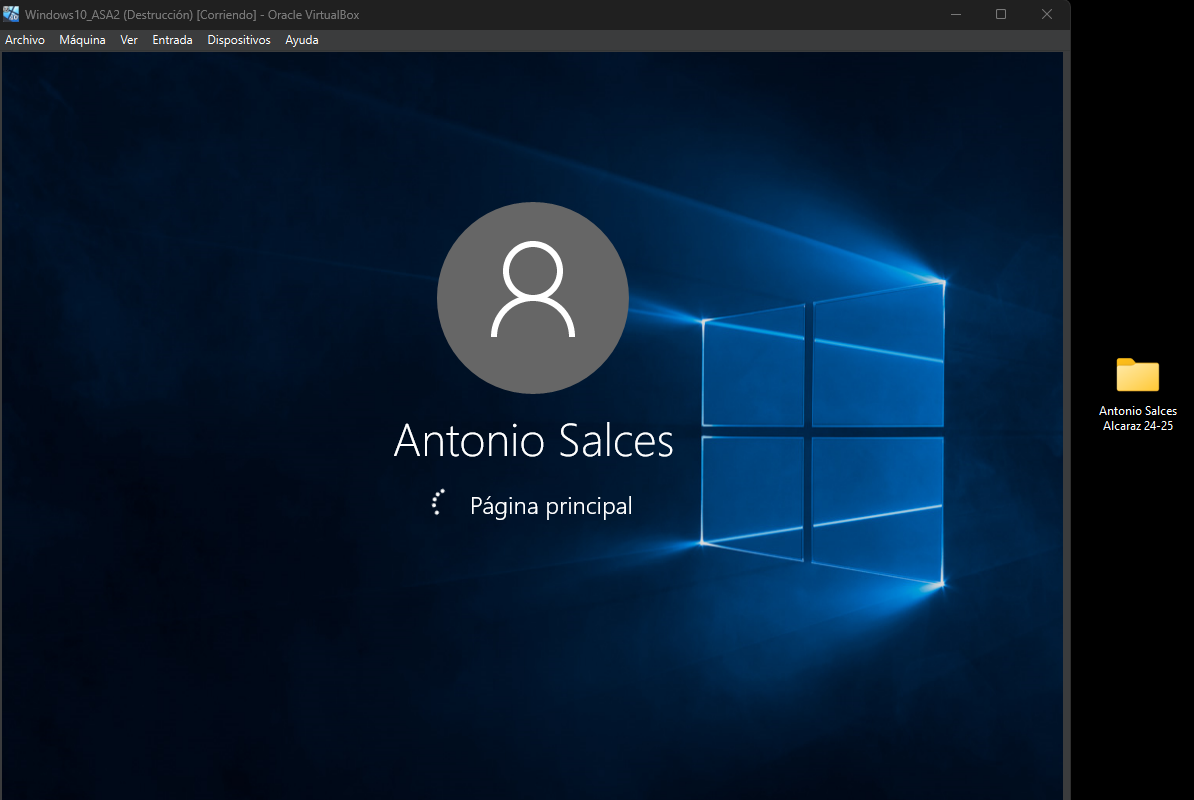 Windows10_ASA2 (Destrucción) [Corriendo] - Oracle VirtualBox
Archivo Máquina Ver Entrada Dispositivos Ayuda
Antonio Salces
Página principal
Antonio Salces
Alcaraz 24-25